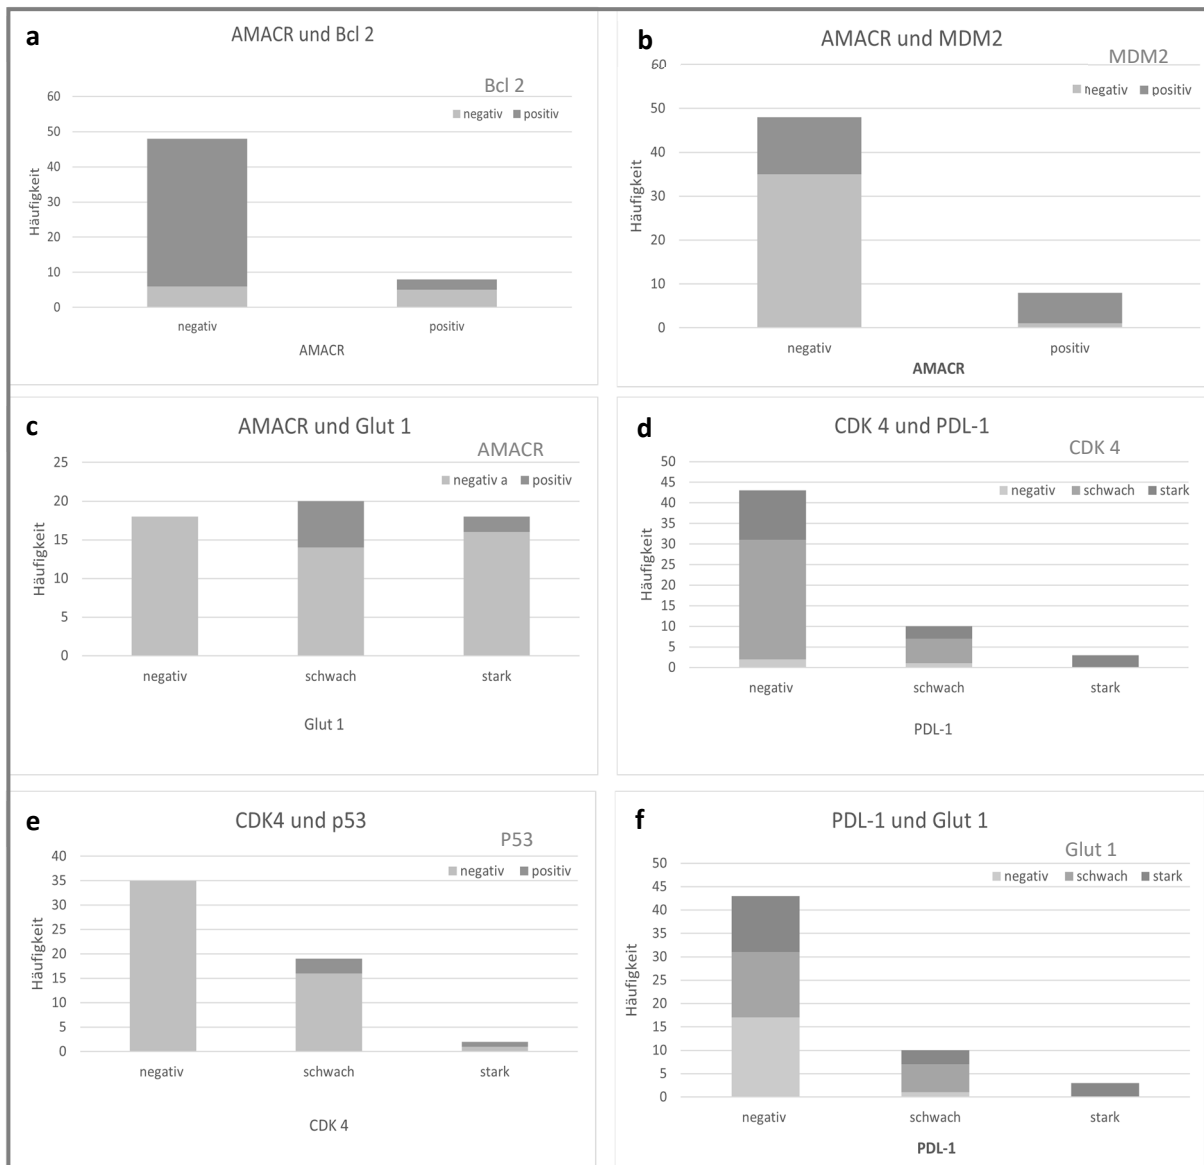 a
AMACR und Bcl 2
Bcl 2
negativ positiv
60
50
40
30
20
10
0
Häufigkeit
negativ positiv
AMACR
b
AMACR und MDM2
MDM2
negativ positiv
60
50
40
30
20
10
0
Häufigkeit
negativ positiv
AMACR
c
AMACR und Glut 1
AMACR
negativ a positiv
25
20
15
10
5
0
Häufigkeit
negativ schwach stark
Glut 1
d
CDK 4 und PDL-1
CDK 4
negativ schwach stark
50
45
40
35
30
25
20
15
10
5
0
Häufigkeit
negativ schwach stark
PDL-1
e
CDK4 und p53
P53
negativ positiv
40
35
30
25
20
15
10
5
0
Häufigkeit
negativ schwach stark
CDK 4
f
PDL-1 und Glut 1
Glut 1
negativ schwach stark
50
45
40
35
30
25
20
15
10
5
0
Häufigkeit
negativ schwach stark
PDL-1